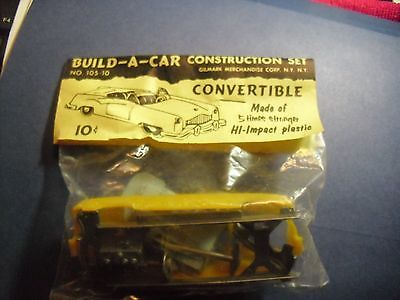 BUILD-A-CAR CONSTRUCTION SET
NO. 105-10 GILMARK MERCHANDISE CORP. N.Y. N.Y.
CONVERTIBLE
Made of
5 times stronger
HI-Impact plastic
10¢